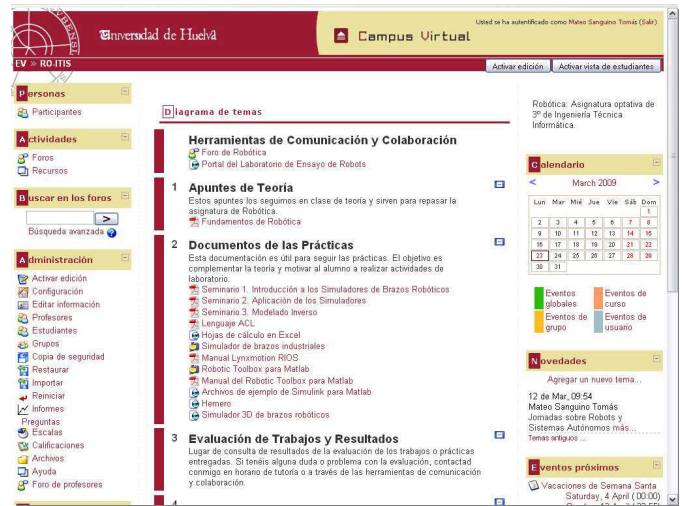 Universidad de Huelva
Campus Virtual
Usted se ha autentificado como Mateo Sanguino Tomás (Salir)
EV » RO-ITIS
Activar edición
Activar vista de estudiantes
Personas
Participantes
Actividades
Foros
Recursos
Buscar en los foros
>
Búsqueda avanzada
Administración
Activar edición
Configuración
Editar información
Profesores
Estudiantes
Grupos
Copia de seguridad
Restaurar
Importar
Reiniciar
Informes
Preguntas
Escalas
Calificaciones
Archivos
Ayuda
Foro de profesores
Diagrama de temas
Herramientas de Comunicación y Colaboración
Foro de Robótica
Portal del Laboratorio de Ensayo de Robots
1 Apuntes de Teoría
Estos apuntes los seguimos en clase de teoría y sirven para repasar la
asignatura de Robótica.
Fundamentos de Robótica
2 Documentos de las Prácticas
Esta documentación es útil para seguir las prácticas. El objetivo es
complementar la teoría y motivar al alumno a realizar actividades de
laboratorio.
Seminario 1. Introducción a los Simuladores de Brazos Robóticos
Seminario 2. Aplicación de los Simuladores
Seminario 3. Modelado Inverso
Lenguaje ACL
Hojas de cálculo en Excel
Simulador de brazos industriales
Manual Lynxmotion RIOS
Robotic Toolbox para Matlab
Manual del Robotic Toolbox para Matlab
Archivos de ejemplo de Simulink para Matlab
Hemero
Simulador 3D de brazos robóticos
3 Evaluación de Trabajos y Resultados
Lugar de consulta de resultados de la evaluación de los trabajos o prácticas
entregadas. Si tenéis alguna duda o problema con la evaluación, contactad
conmigo en horario de tutoría o a través de las herramientas de comunicación
y colaboración.
4
Robótica: Asignatura optativa de
3º de Ingeniería Técnica
Informática.
Calendario
< March 2009 >
Lun Mar Mié Jue Vie Sáb Dom
1
2 3 4 5 6 7 8
9 10 11 12 13 14 15
16 17 18 19 20 21 22
23 24 25 26 27 28 29
30 31
Eventos globales
Eventos de curso
Eventos de grupo
Eventos de usuario
Novedades
Agregar un nuevo tema...
12 de Mar, 09:54
Mateo Sanguino Tomás
Jornadas sobre Robots y
Sistemas Autónomos más...
Temas antiguos ...
Eventos próximos
Vacaciones de Semana Santa
Saturday, 4 April (00:00)